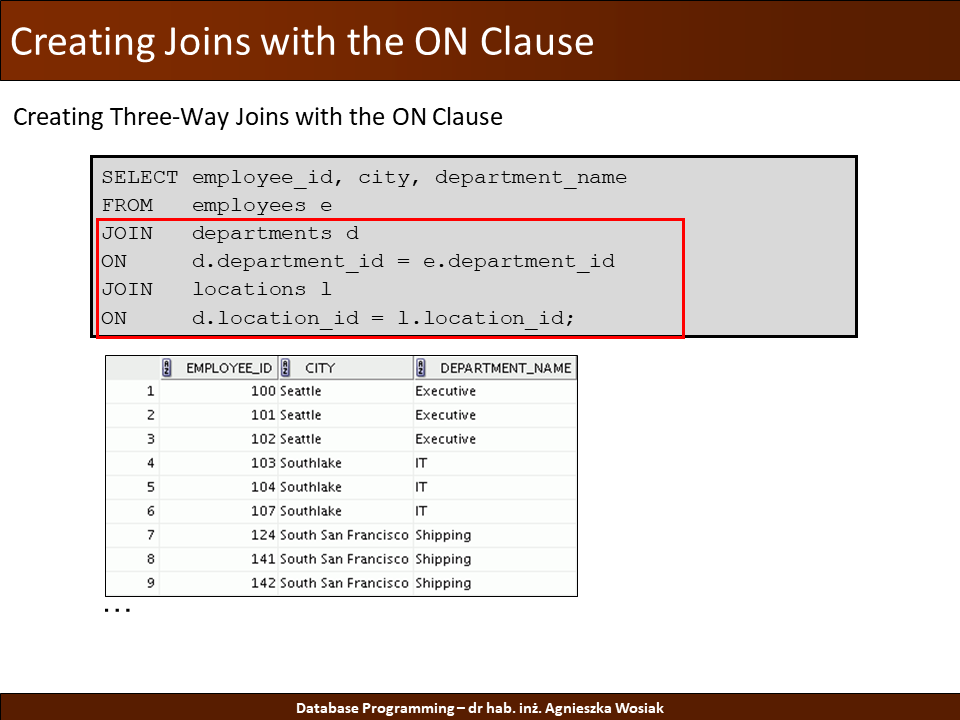 Creating Joins with the ON Clause
Creating Three-Way Joins with the ON Clause
SELECT employee_id, city, department_name
FROM employees e
JOIN departments d
ON d.department_id = e.department_id
JOIN locations l
ON d.location_id = l.location_id;
EMPLOYEE_ID CITY DEPARTMENT_NAME
1 100 Seattle Executive
2 101 Seattle Executive
3 102 Seattle Executive
4 103 Southlake IT
5 104 Southlake IT
6 107 Southlake IT
7 124 South San Francisco Shipping
8 141 South San Francisco Shipping
9 142 South San Francisco Shipping
…
Database Programming – dr hab. inż. Agnieszka Wosiak